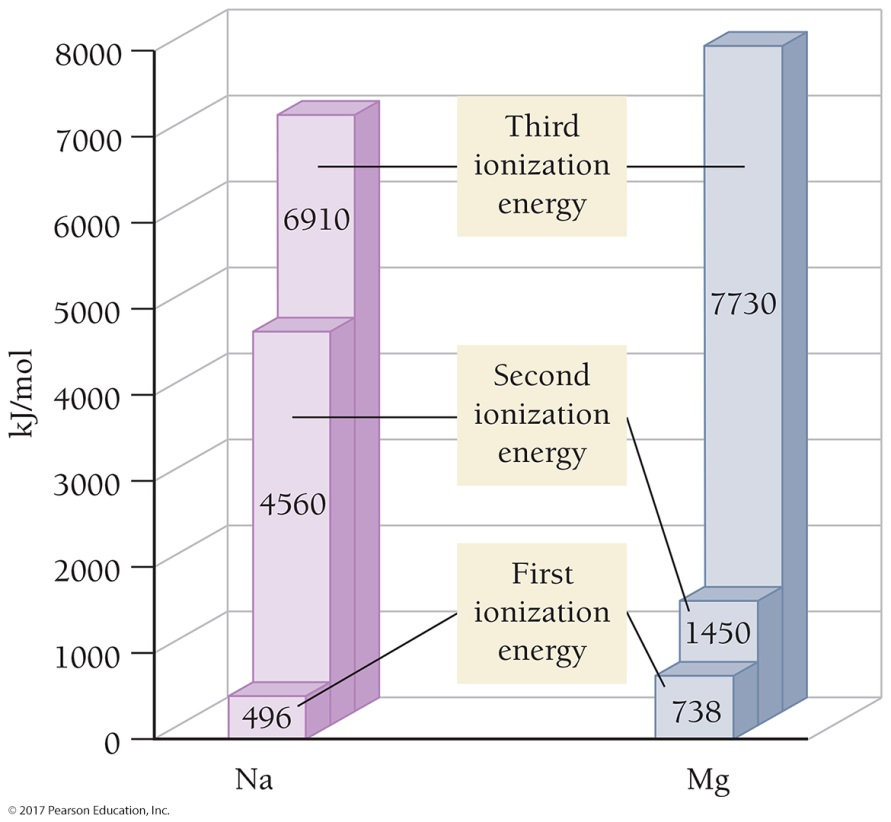 8000
7000
6000
5000
4000
3000
2000
1000
0
kJ/mol
6910
4560
496
Third
ionization
energy
Second
ionization
energy
First
ionization
energy
7730
1450
738
Na
Mg
© 2017 Pearson Education, Inc.